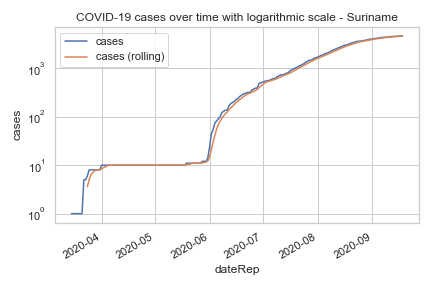 COVID-19 cases over time with logarithmic scale - Suriname
cases
cases (rolling)
10³
10²
10¹
10⁰
cases
2020-04
2020-05
2020-06
2020-07
2020-08
2020-09
dateRep